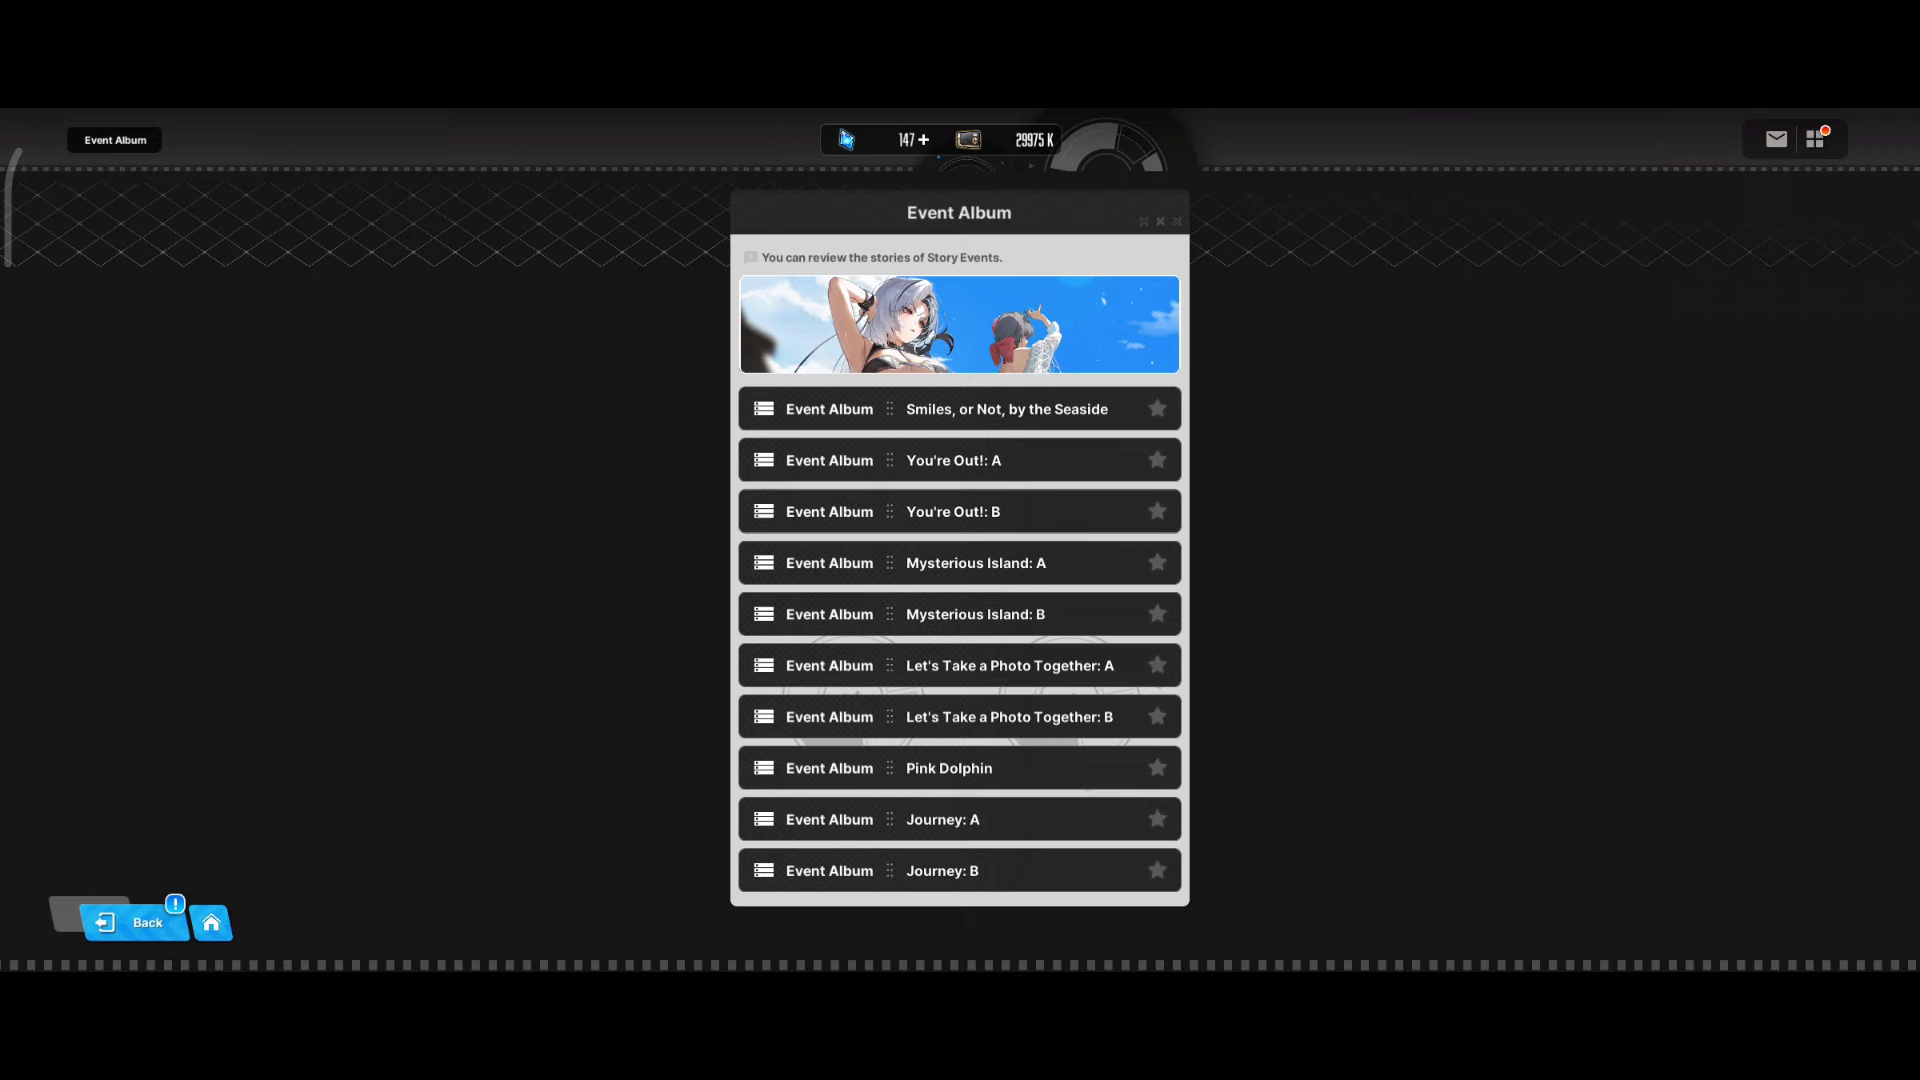 Event Album
147 +
29975 K
Event Album
You can review the stories of Story Events.
Event Album Smiles, or Not, by the Seaside
Event Album You're Out!: A
Event Album You're Out!: B
Event Album Mysterious Island: A
Event Album Mysterious Island: B
Event Album Let's Take a Photo Together: A
Event Album Let's Take a Photo Together: B
Event Album Pink Dolphin
Event Album Journey: A
Event Album Journey: B
!
Back